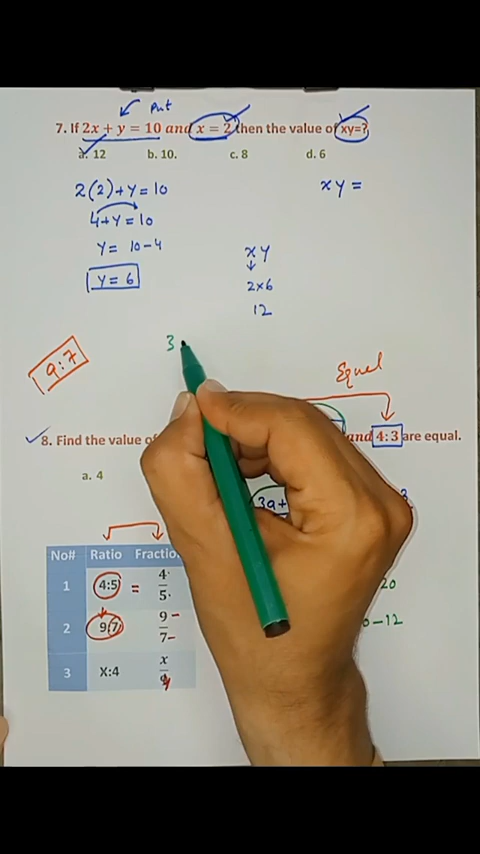 Put
7. If 2x + y = 10 and x = 2 then the value of xy=?
a. 12 b. 10. c. 8 d. 6
2(2)+y=10
xy =
4+y=10
y= 10-4
xy
y= 6
2×6
12
3
9:7
Equal
8. Find the value of and 4:3 are equal.
a. 4
3a+
No# Ratio Fractio
1 4:5 = 4/5
20
2 9:7 9/7
-12
3 X:4 x/4